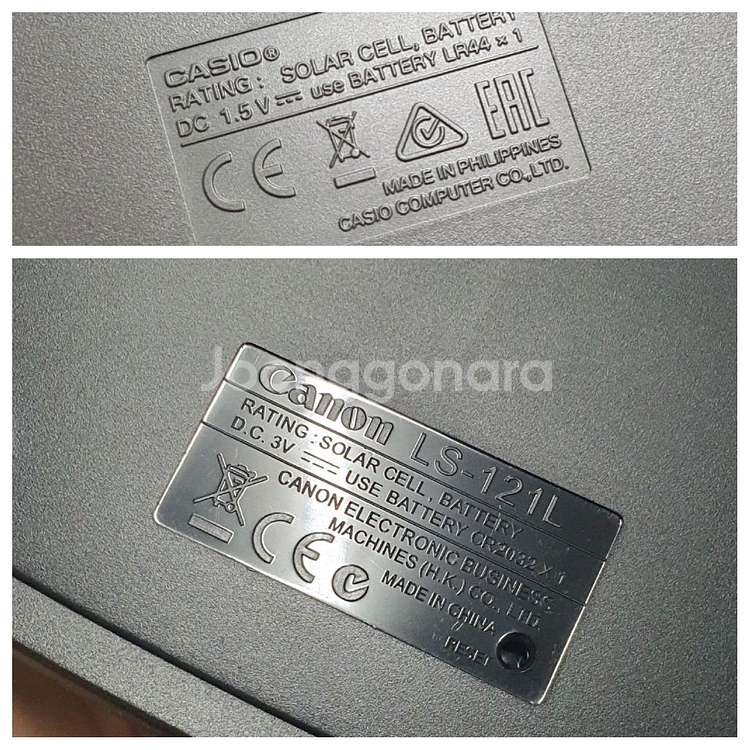 CASIO®
RATING : SOLAR CELL, BATTERY
DC 1.5 V use BATTERY LR44 × 1
CE EAC
MADE IN PHILIPPINES
CASIO COMPUTER CO.,LTD.
Joongagonara
Canon LS-121L
RATING : SOLAR CELL, BATTERY
D.C. 3V USE BATTERY CR2032 X 1
CANON ELECTRONIC BUSINESS
MACHINES (H.K.) CO., LTD.
CE MADE IN CHINA
RESET